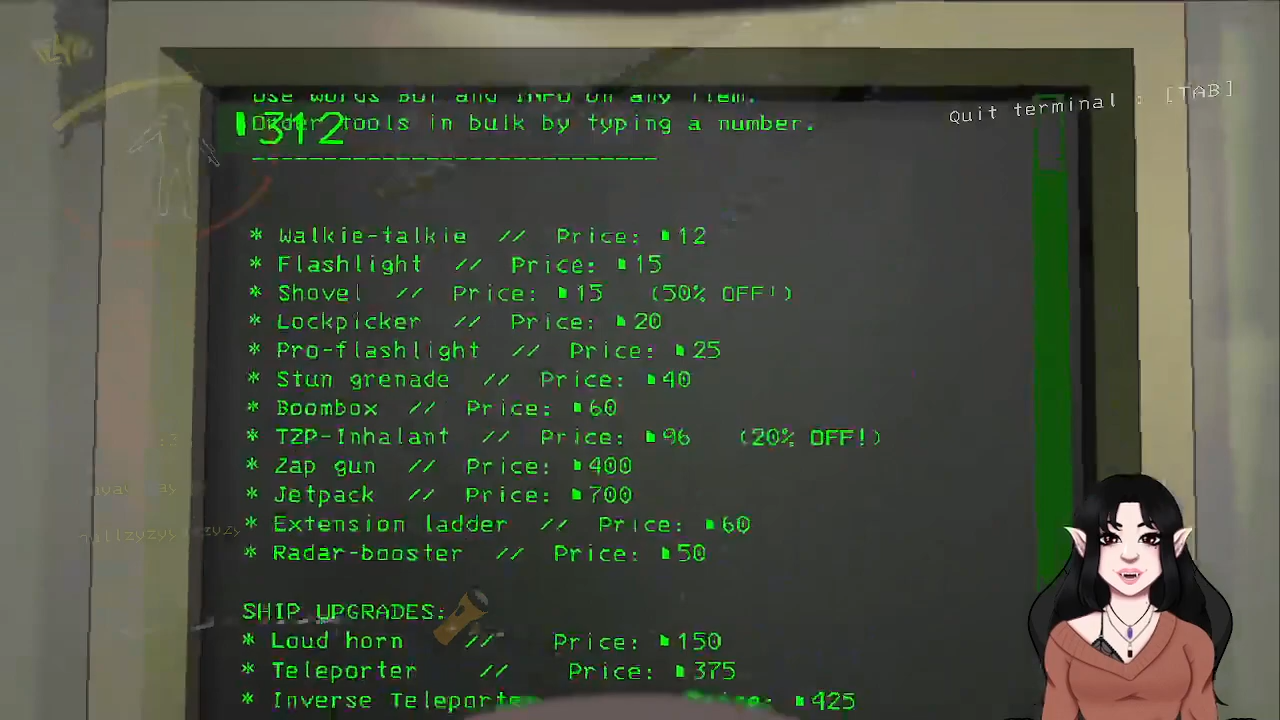 Use words BUY and INFO on any item.
Order tools in bulk by typing a number.
312
Quit terminal : [TAB]
----------------------------
* Walkie-talkie // Price: ▮12
* Flashlight // Price: ▮15
* Shovel // Price: ▮15 (50% OFF!)
* Lockpicker // Price: ▮20
* Pro-flashlight // Price: ▮25
* Stun grenade // Price: ▮40
* Boombox // Price: ▮60
* TZP-Inhalant // Price: ▮96 (20% OFF!)
* Zap gun // Price: ▮400
* Jetpack // Price: ▮700
* Extension ladder // Price: ▮60
* Radar-booster // Price: ▮50
SHIP UPGRADES:
* Loud horn // Price: ▮150
* Teleporter // Price: ▮375
* Inverse Teleporter Price: ▮425